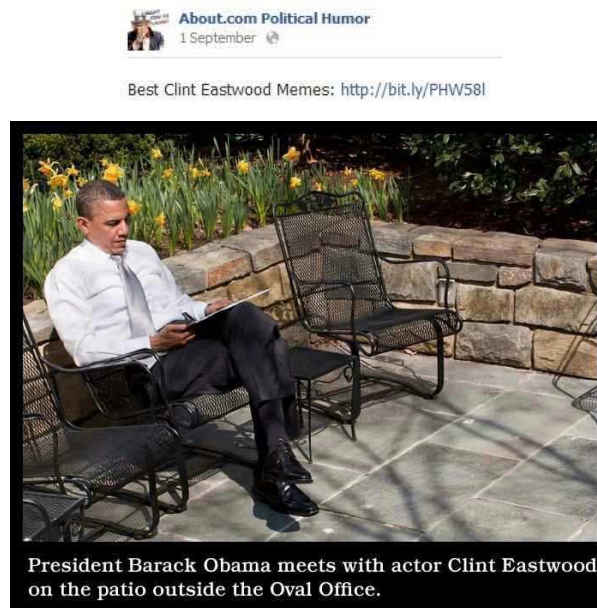 About.com Political Humor
1 September
Best Clint Eastwood Memes: http://bit.ly/PHW58l
President Barack Obama meets with actor Clint Eastwood
on the patio outside the Oval Office.